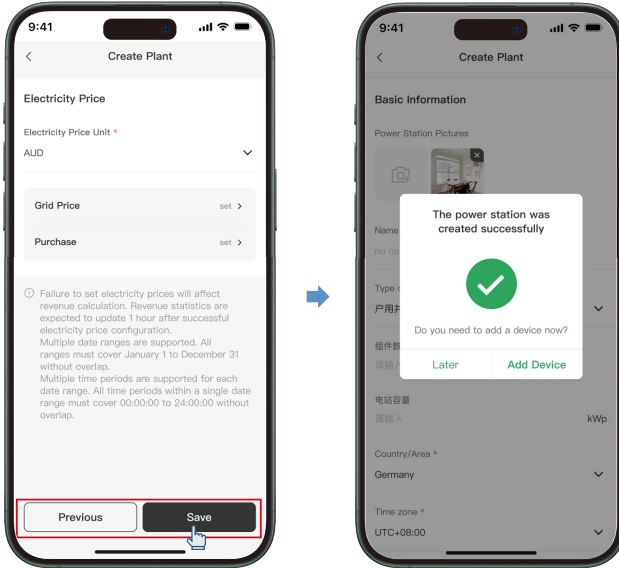 9:41
Create Plant
Electricity Price
Electricity Price Unit *
AUD
Grid Price set >
Purchase set >
Failure to set electricity prices will affect
revenue calculation. Revenue statistics are
expected to update 1 hour after successful
electricity price configuration.
Multiple date ranges are supported. All
ranges must cover January 1 to December 31
without overlap.
Multiple time periods are supported for each
date range. All time periods within a single date
range must cover 00:00:00 to 24:00:00 without
overlap.
Previous Save
9:41
Create Plant
Basic Information
Power Station Pictures
Name
no na
Type
户用
The power station was
created successfully
Do you need to add a device now?
Later Add Device
组件数
请输
电站容量
请输入 kWp
Country/Area *
Germany
Time zone *
UTC+08:00